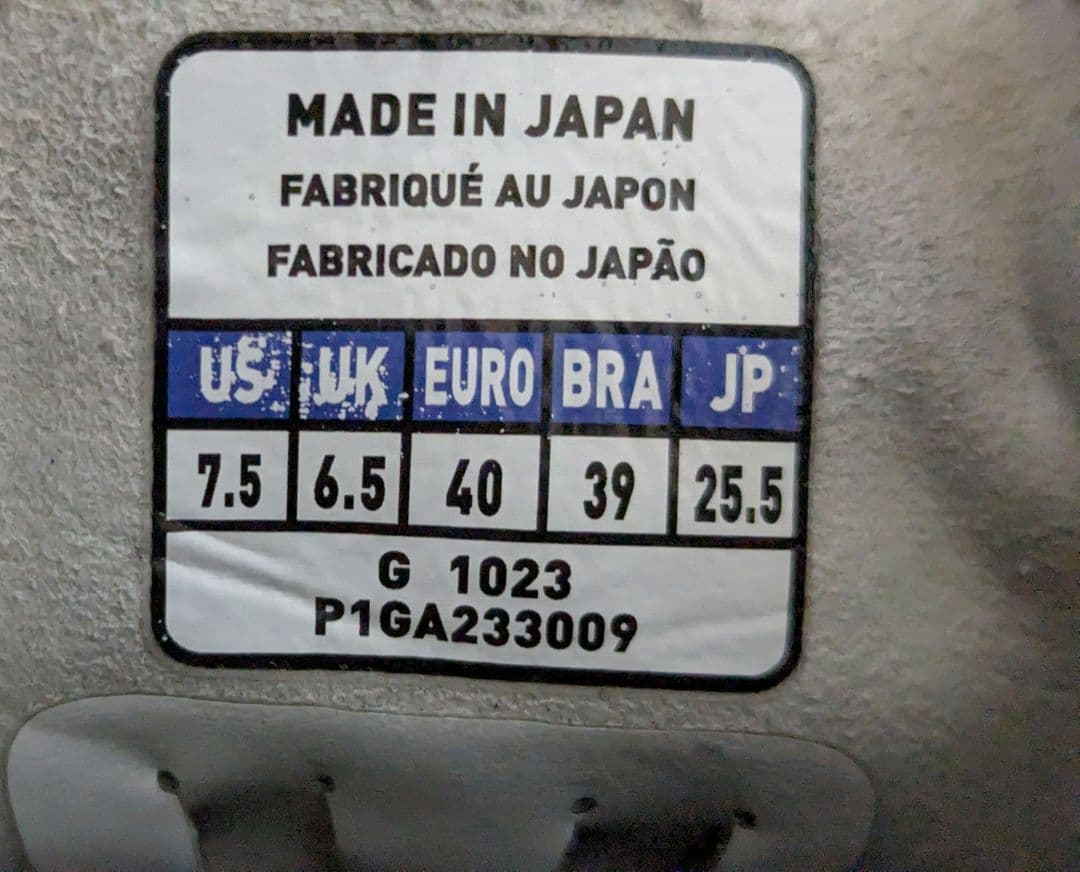 MADE IN JAPAN
FABRIQUÉ AU JAPON
FABRICADO NO JAPÃO
US UK EURO BRA JP
7.5 6.5 40 39 25.5
G 1023
P1GA233009